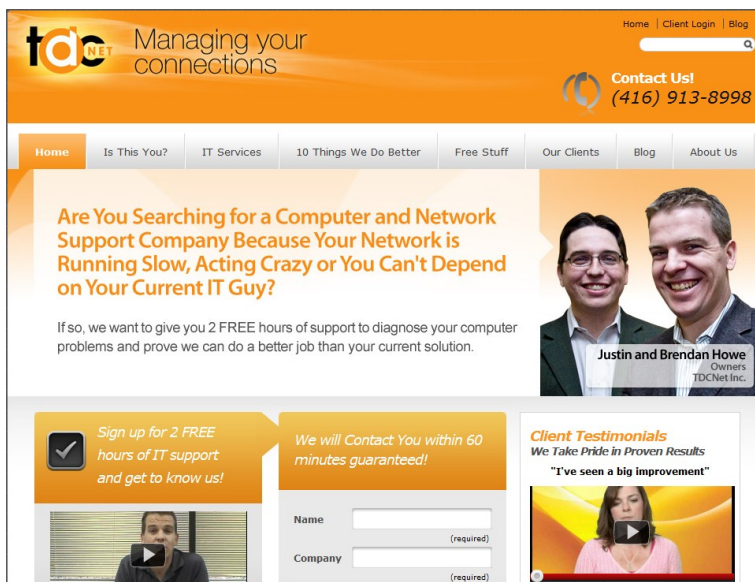 tdc NET
Managing your
connections
Home | Client Login | Blog
Contact Us!
(416) 913-8998
Home
Is This You?
IT Services
10 Things We Do Better
Free Stuff
Our Clients
Blog
About Us
Are You Searching for a Computer and Network
Support Company Because Your Network is
Running Slow, Acting Crazy or You Can't Depend
on Your Current IT Guy?
If so, we want to give you 2 FREE hours of support to diagnose your computer
problems and prove we can do a better job than your current solution.
Justin and Brendan Howe
Owners
TDCNet Inc.
Sign up for 2 FREE
hours of IT support
and get to know us!
We will Contact You within 60
minutes guaranteed!
Name
(required)
Company
(required)
Client Testimonials
We Take Pride in Proven Results
"I've seen a big improvement"